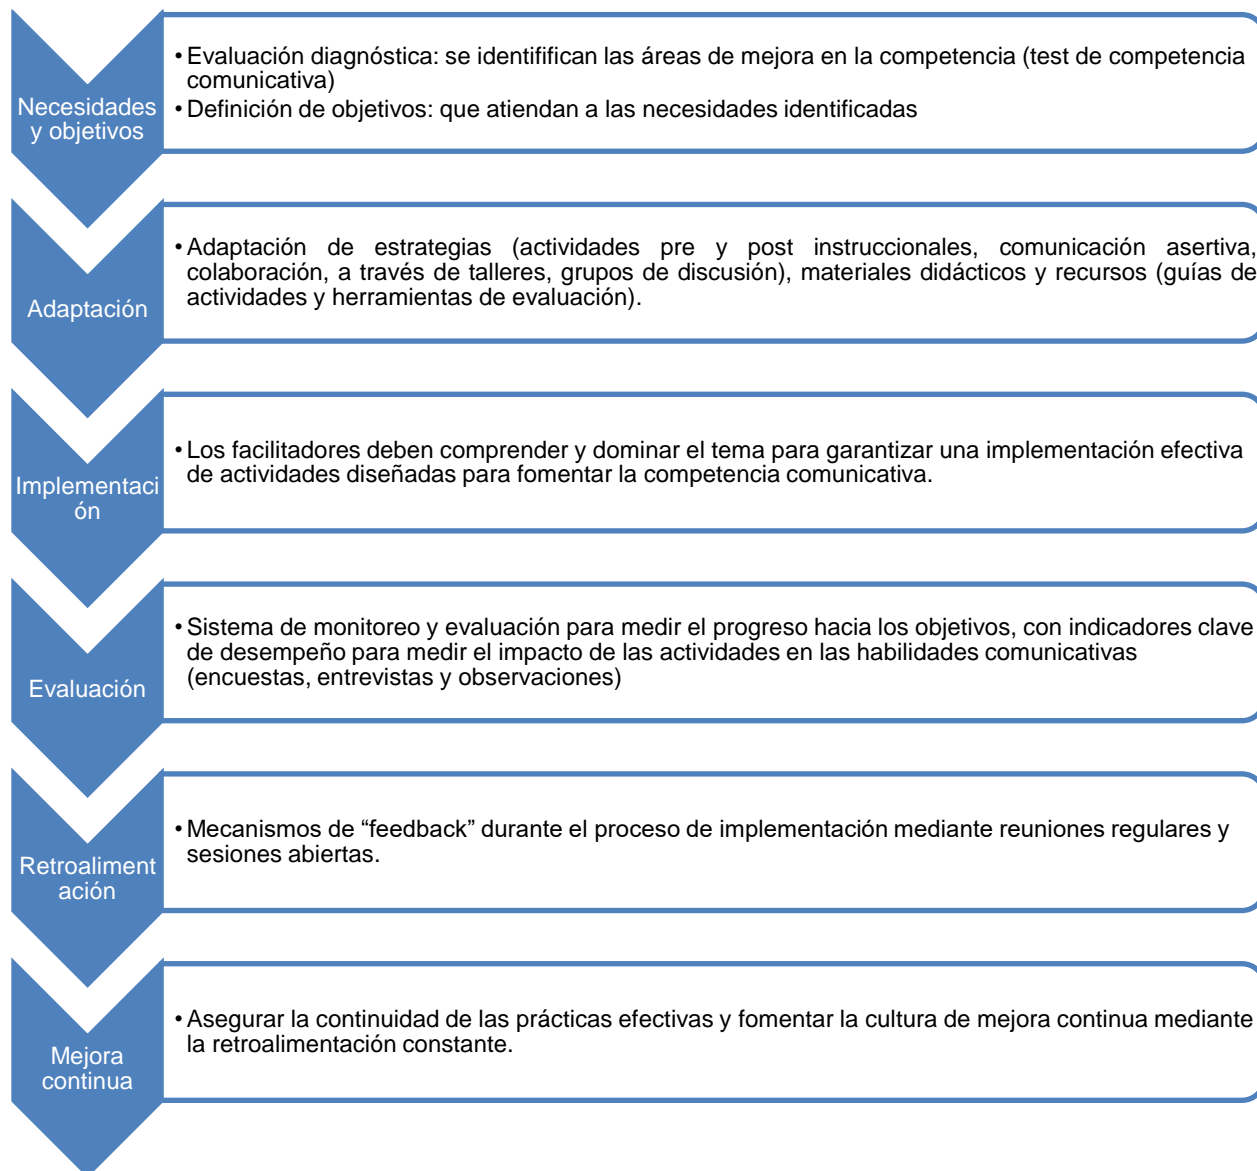 Necesidades
y objetivos
• Evaluación diagnóstica: se identififican las áreas de mejora en la competencia (test de competencia
comunicativa)
• Definición de objetivos: que atiendan a las necesidades identificadas
Adaptación
• Adaptación de estrategias (actividades pre y post instruccionales, comunicación asertiva,
colaboración, a través de talleres, grupos de discusión), materiales didácticos y recursos (guías de
actividades y herramientas de evaluación).
Implementaci
ón
• Los facilitadores deben comprender y dominar el tema para garantizar una implementación efectiva
de actividades diseñadas para fomentar la competencia comunicativa.
Evaluación
• Sistema de monitoreo y evaluación para medir el progreso hacia los objetivos, con indicadores clave
de desempeño para medir el impacto de las actividades en las habilidades comunicativas
(encuestas, entrevistas y observaciones)
Retroaliment
ación
• Mecanismos de “feedback” durante el proceso de implementación mediante reuniones regulares y
sesiones abiertas.
Mejora
continua
• Asegurar la continuidad de las prácticas efectivas y fomentar la cultura de mejora continua mediante
la retroalimentación constante.